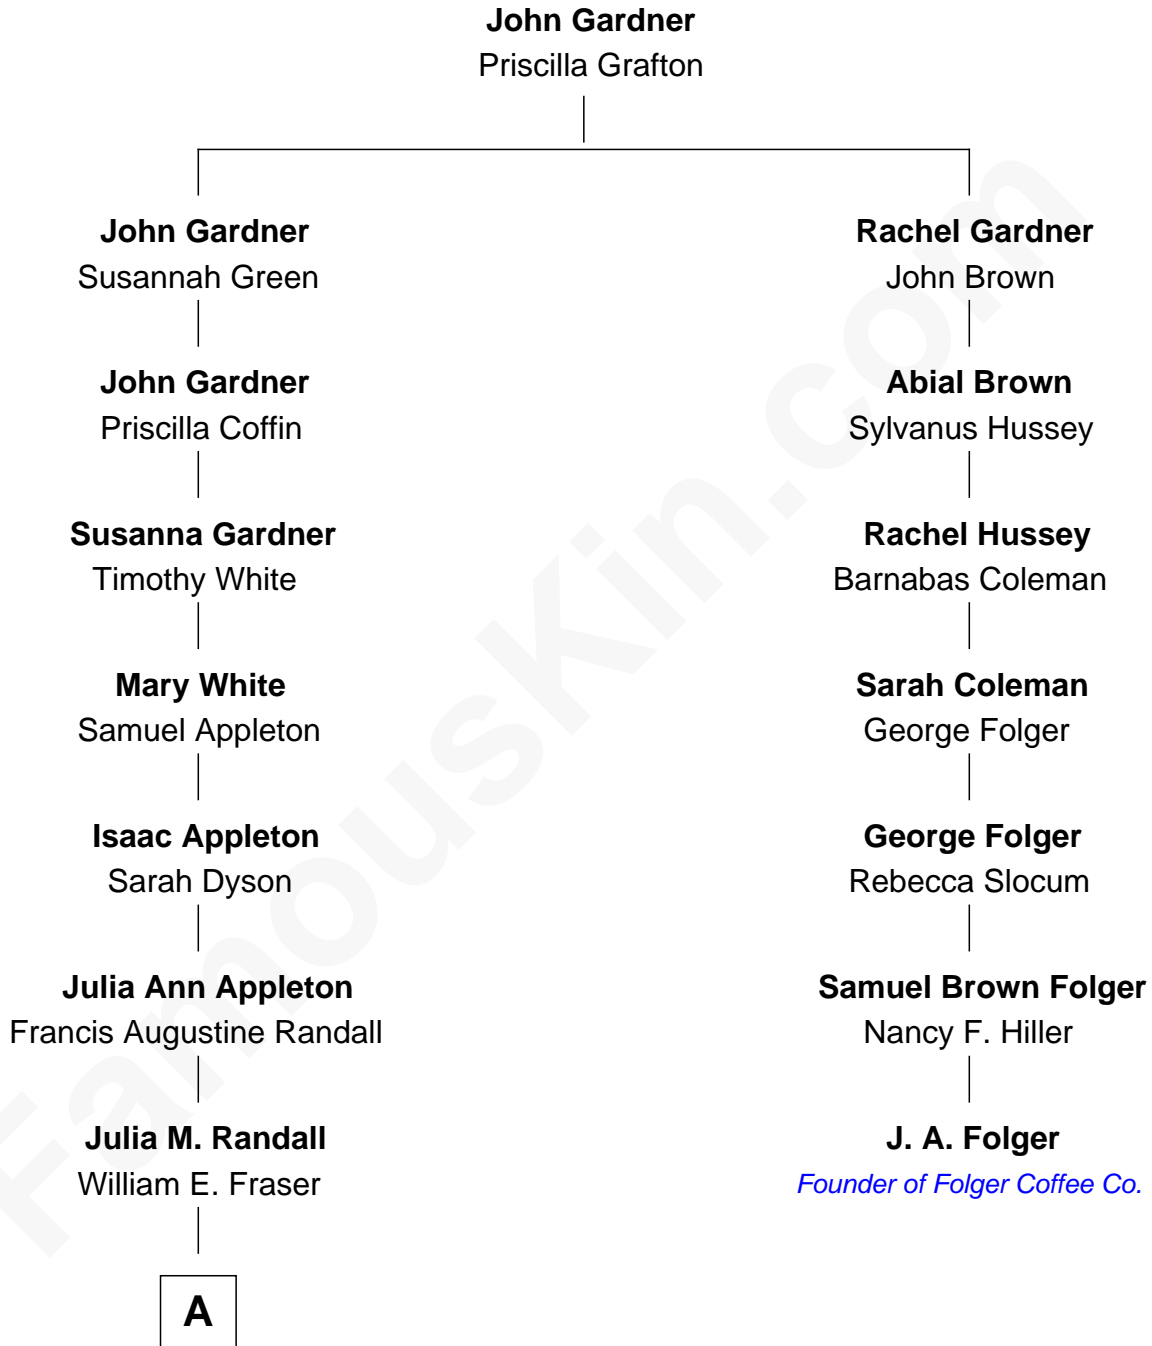 John Gardner
Priscilla Grafton
John Gardner
Susannah Green
Rachel Gardner
John Brown
John Gardner
Priscilla Coffin
Abial Brown
Sylvanus Hussey
Susanna Gardner
Timothy White
Rachel Hussey
Barnabas Coleman
Mary White
Samuel Appleton
Sarah Coleman
George Folger
Isaac Appleton
Sarah Dyson
George Folger
Rebecca Slocum
Julia Ann Appleton
Francis Augustine Randall
Samuel Brown Folger
Nancy F. Hiller
Julia M. Randall
William E. Fraser
J. A. Folger
Founder of Folger Coffee Co.
A
FamousKin.com